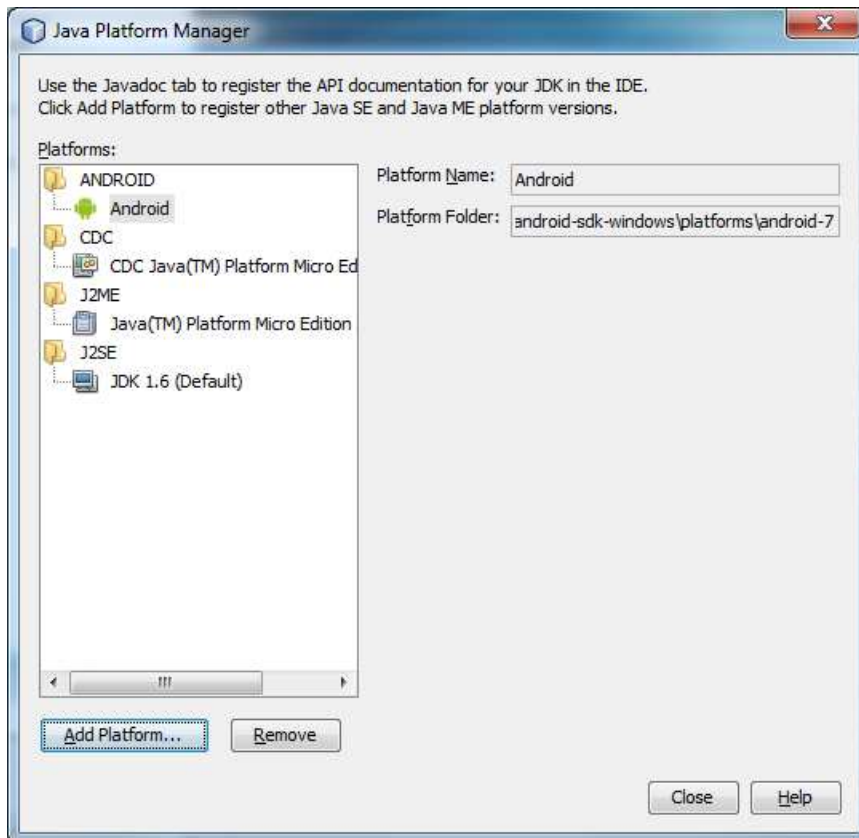 Java Platform Manager
Use the Javadoc tab to register the API documentation for your JDK in the IDE.
Click Add Platform to register other Java SE and Java ME platform versions.
Platforms:
ANDROID
Android
CDC
CDC Java(TM) Platform Micro Ed
J2ME
Java(TM) Platform Micro Edition
J2SE
JDK 1.6 (Default)
Platform Name: Android
Platform Folder: android-sdk-windows\platforms\android-7
Add Platform... Remove
Close Help